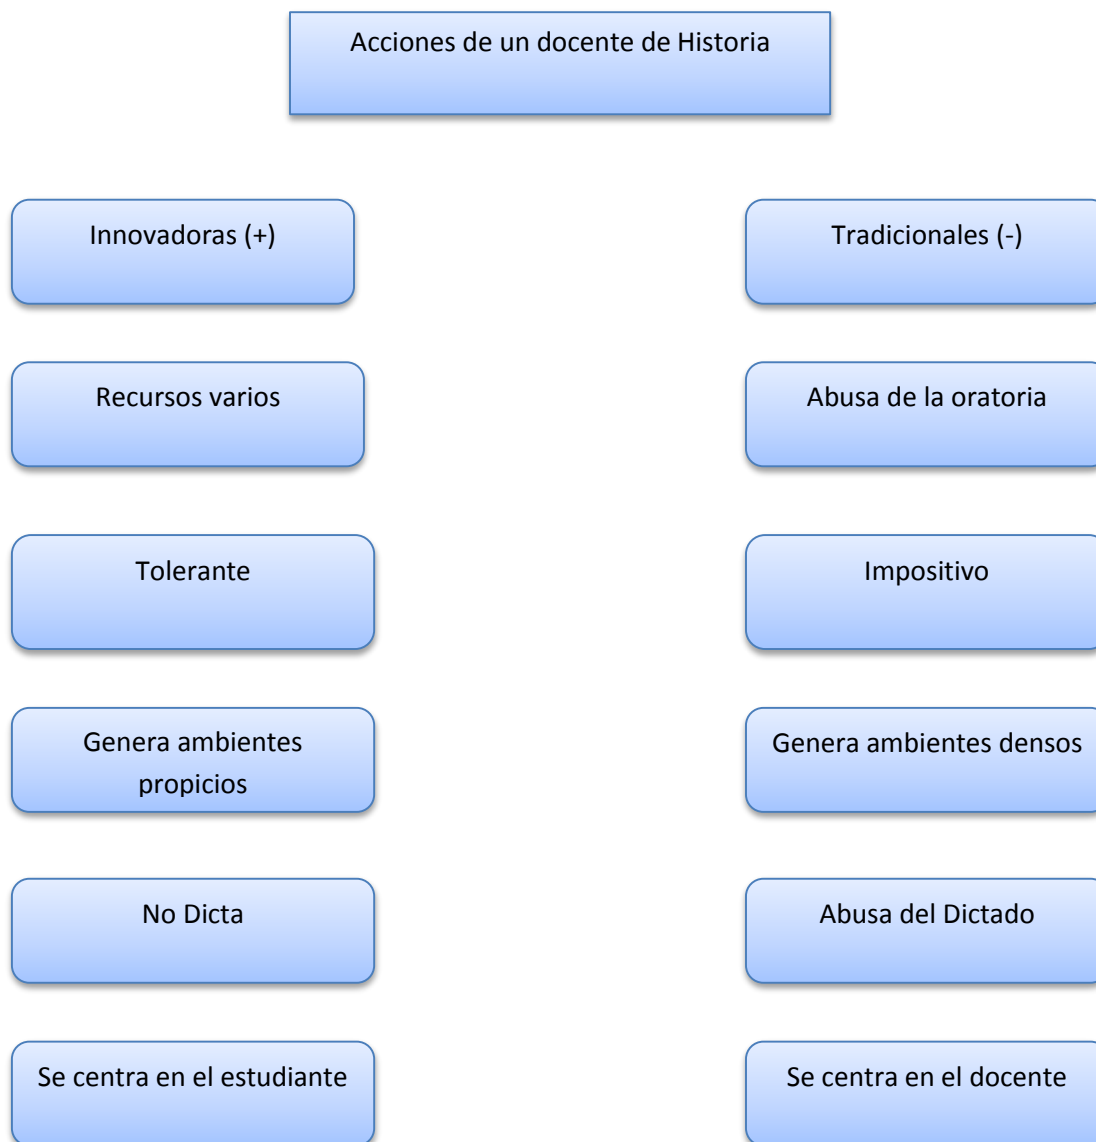 Acciones de un docente de Historia
Innovadoras (+)
Tradicionales (-)
Recursos varios
Abusa de la oratoria
Tolerante
Impositivo
Genera ambientes
propicios
Genera ambientes densos
No Dicta
Abusa del Dictado
Se centra en el estudiante
Se centra en el docente